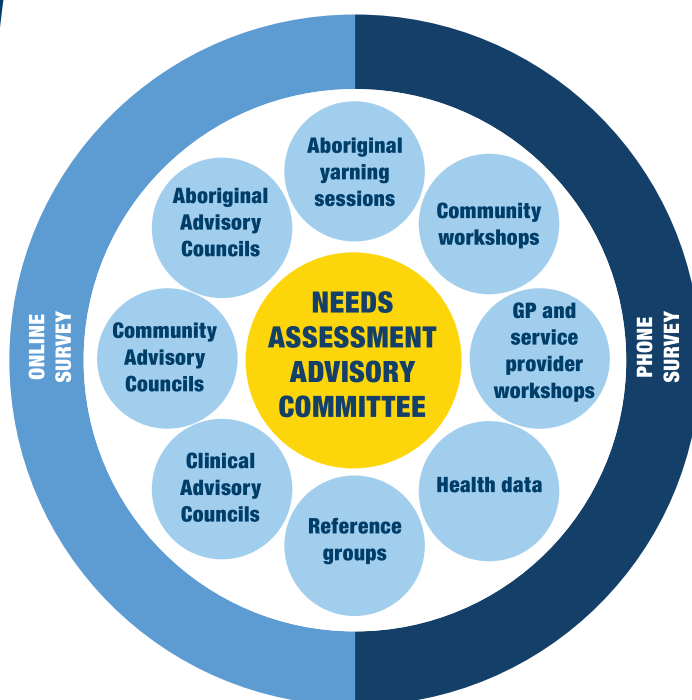 Aboriginal
yarning
sessions
Community
workshops
GP and
service
provider
workshops
Health data
Reference
groups
Clinical
Advisory
Councils
Community
Advisory
Councils
Aboriginal
Advisory
Councils
NEEDS
ASSESSMENT
ADVISORY
COMMITTEE
ONLINE
SURVEY
PHONE
SURVEY